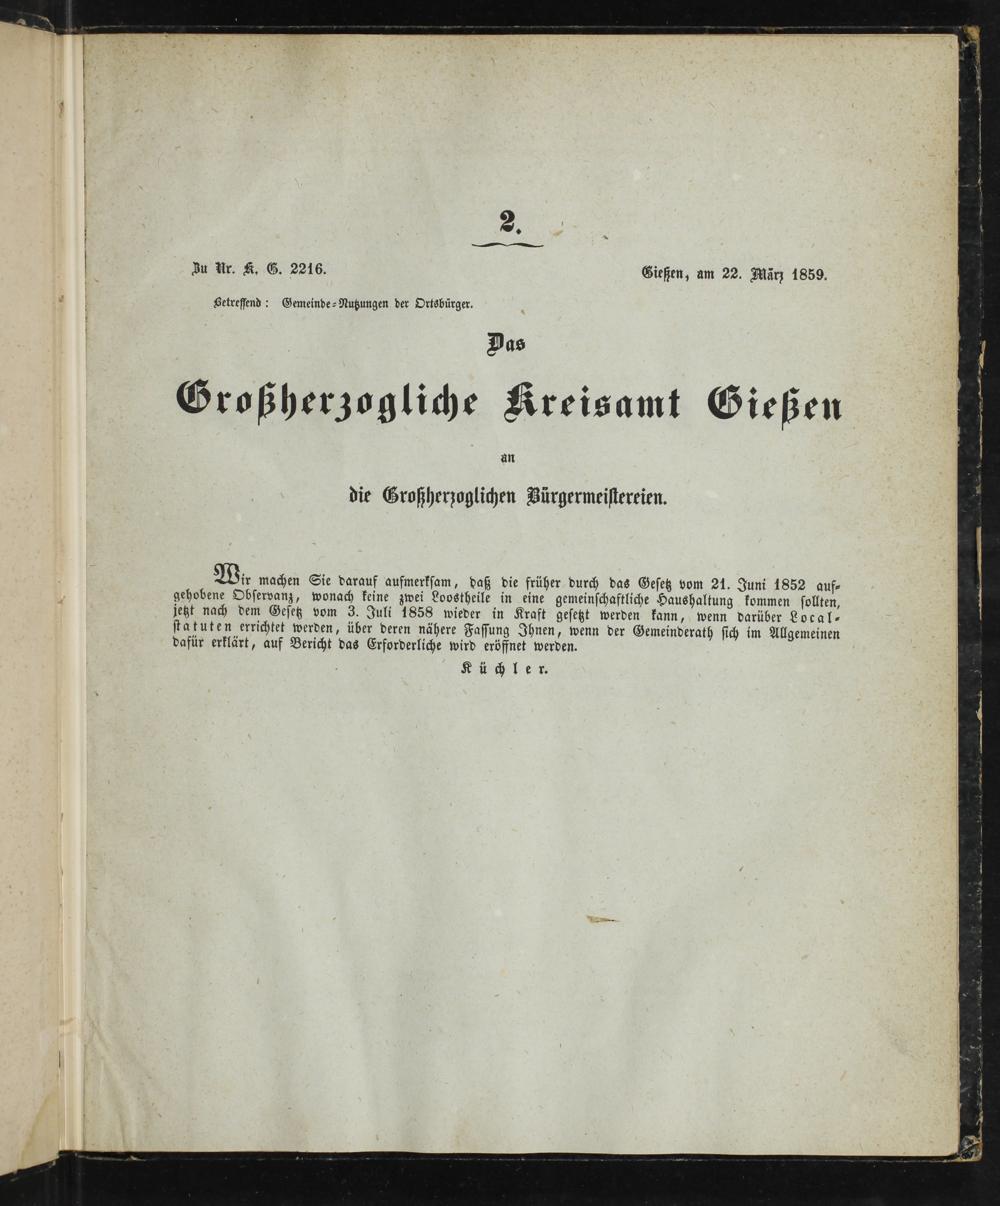 2.
Zu Nr. K. G. 2216.
Gießen, am 22. März 1859.
Betreffend: Gemeinde-Nutzungen der Ortsbürger.
Das
Großherzogliche Kreisamt Gießen
an
die Großherzoglichen Bürgermeistereien.
Wir machen Sie darauf aufmerksam, daß die früher durch das Gesetz vom 21. Juni 1852 auf-
gehobene Observanz, wonach keine zwei Loostheile in eine gemeinschaftliche Haushaltung kommen sollten,
jetzt nach dem Gesetz vom 3. Juli 1858 wieder in Kraft gesetzt werden kann, wenn darüber Local-
statuten errichtet werden, über deren nähere Fassung Ihnen, wenn der Gemeinderath sich im Allgemeinen
dafür erklärt, auf Bericht das Erforderliche wird eröffnet werden.
Küchler.